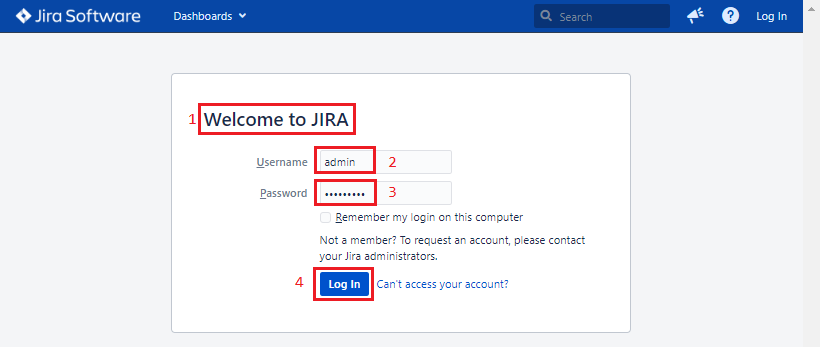 Jira Software Dashboards Search Log In
1 Welcome to JIRA
Username admin 2
Password ••••••••• 3
Remember my login on this computer
Not a member? To request an account, please contact
your Jira administrators.
4 Log In Can't access your account?